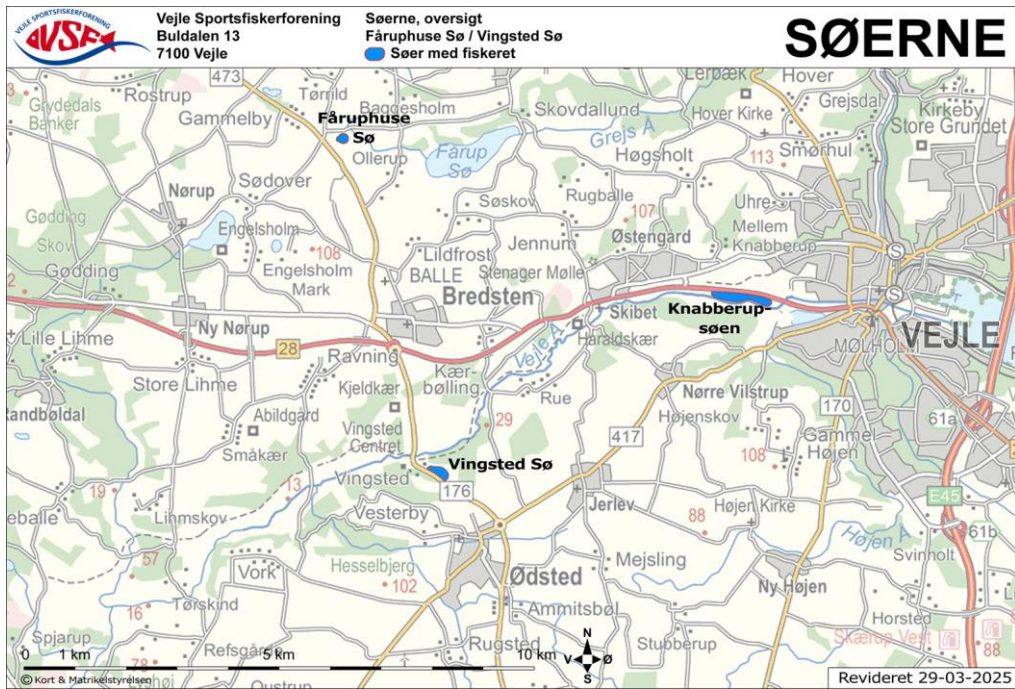 VEJLE SPORTSFISKERFORENING
VSF
Vejle Sportsfiskerforening
Buldalen 13
7100 Vejle
Søerne, oversigt
Fåruphuse Sø / Vingsted Sø
Søer med fiskeret
SØERNE
473
Tørrild
Baggesholm
Skovdallund
Lerbæk
Hover
Grydedals
Banker
Rostrup
Gammelby
Hover Kirke
Grejsdal
Kirkeby
Store Grundet
Fåruphuse
Sø
Ollerup
Fårup
Sø
Grejs Å
Høgsholt
113
Smørhul
Nørup
Sødover
Rugballe
Uhre
Gødding
Skov
Engelsholm
Søskov
107
Mellem
Knabberup
Østengård
Jennum
108
Lildfrost
Engelsholm
Mark
BALLE
Stenager Mølle
S
Gødding
Bredsten
Skibet
Knabberup-
søen
S
Ny Nørup
Vejle Å
Haraldskær
VEJLE
MØLHOLM
Lille Lihme
28
Ravning
Store Lihme
Kjeldkær
Kær-
bølling
Rue
Nørre Vilstrup
Højenskov
170
61a
Randbøldal
Abildgård
Vingsted
Centret
29
417
Gammel
Højen
Småkær
108
Vingsted Sø
19
13
Vingsted
176
Jerlev
E45
Lihmskov
Vesterby
88
Højen Kirke
Højen Å
61b
Svinholt
57
Hesselbjerg
102
Mejsling
Vork
Ødsted
Ny Højen
16
Tørskind
Ammitsbøl
Horsted
Spjarup
Refsgård
Rugsted
Stubberup
Skærup Vest
88
78
0
1 km
5 km
10 km
N
V
Ø
S
© Kort & Matrikelstyrelsen
Revideret 29-03-2025